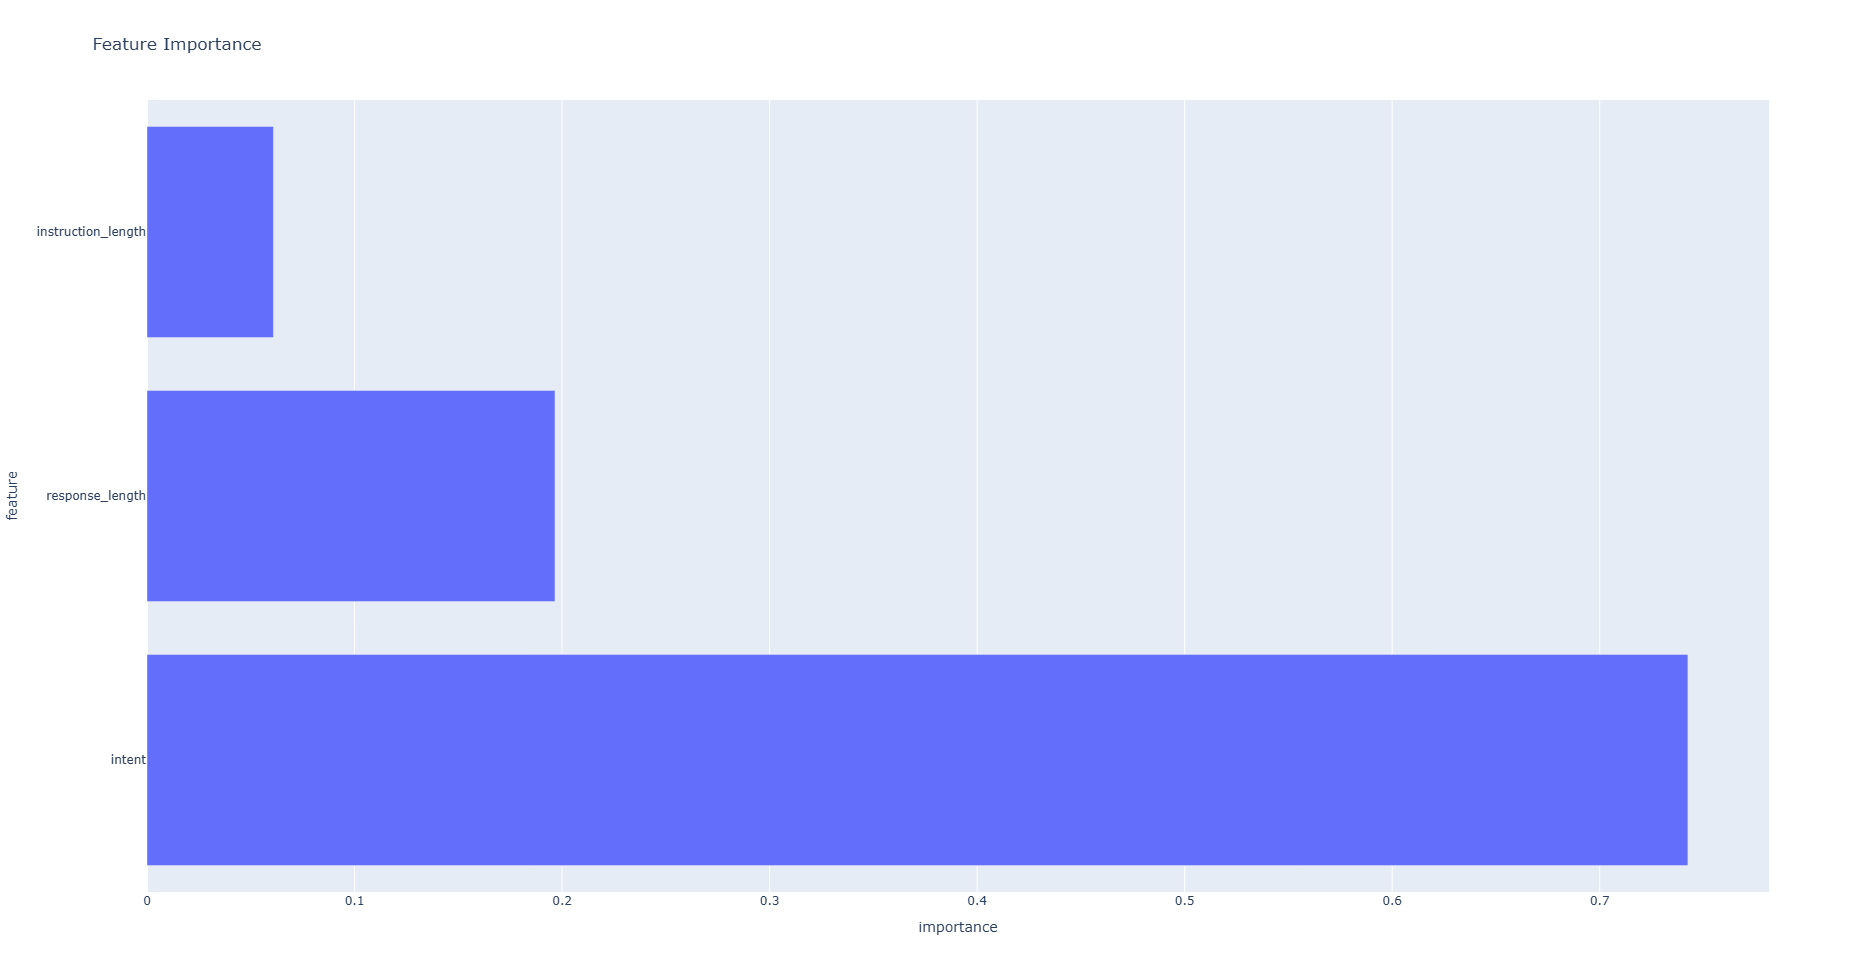 Feature Importance
instruction_length
response_length
intent
feature
0 0.1 0.2 0.3 0.4 0.5 0.6 0.7
importance